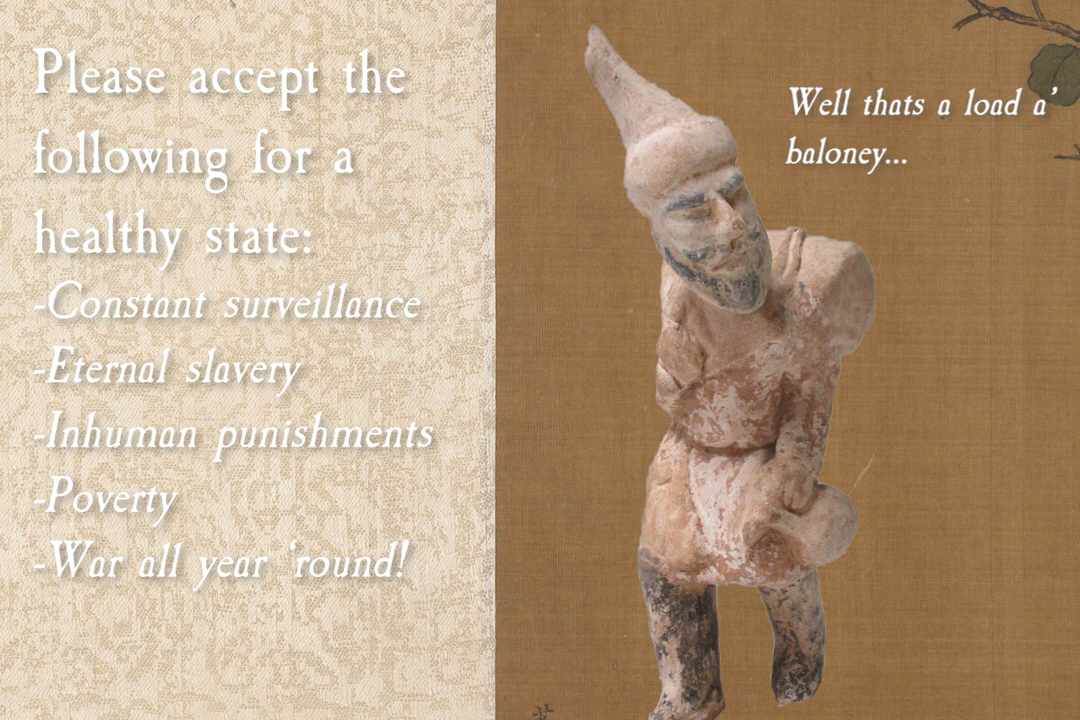 Please accept the
following for a
healthy state:
-Constant surveillance
-Eternal slavery
-Inhuman punishments
-Poverty
-War all year ‘round!
Well thats a load a’
baloney...